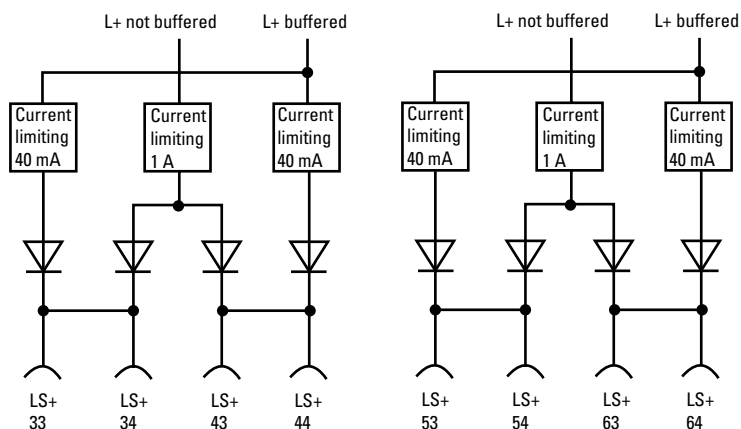 L+ not buffered
L+ buffered
L+ not buffered
L+ buffered
Current
limiting
40 mA
Current
limiting
1 A
Current
limiting
40 mA
Current
limiting
40 mA
Current
limiting
1 A
Current
limiting
40 mA
LS+
33
LS+
34
LS+
43
LS+
44
LS+
53
LS+
54
LS+
63
LS+
64